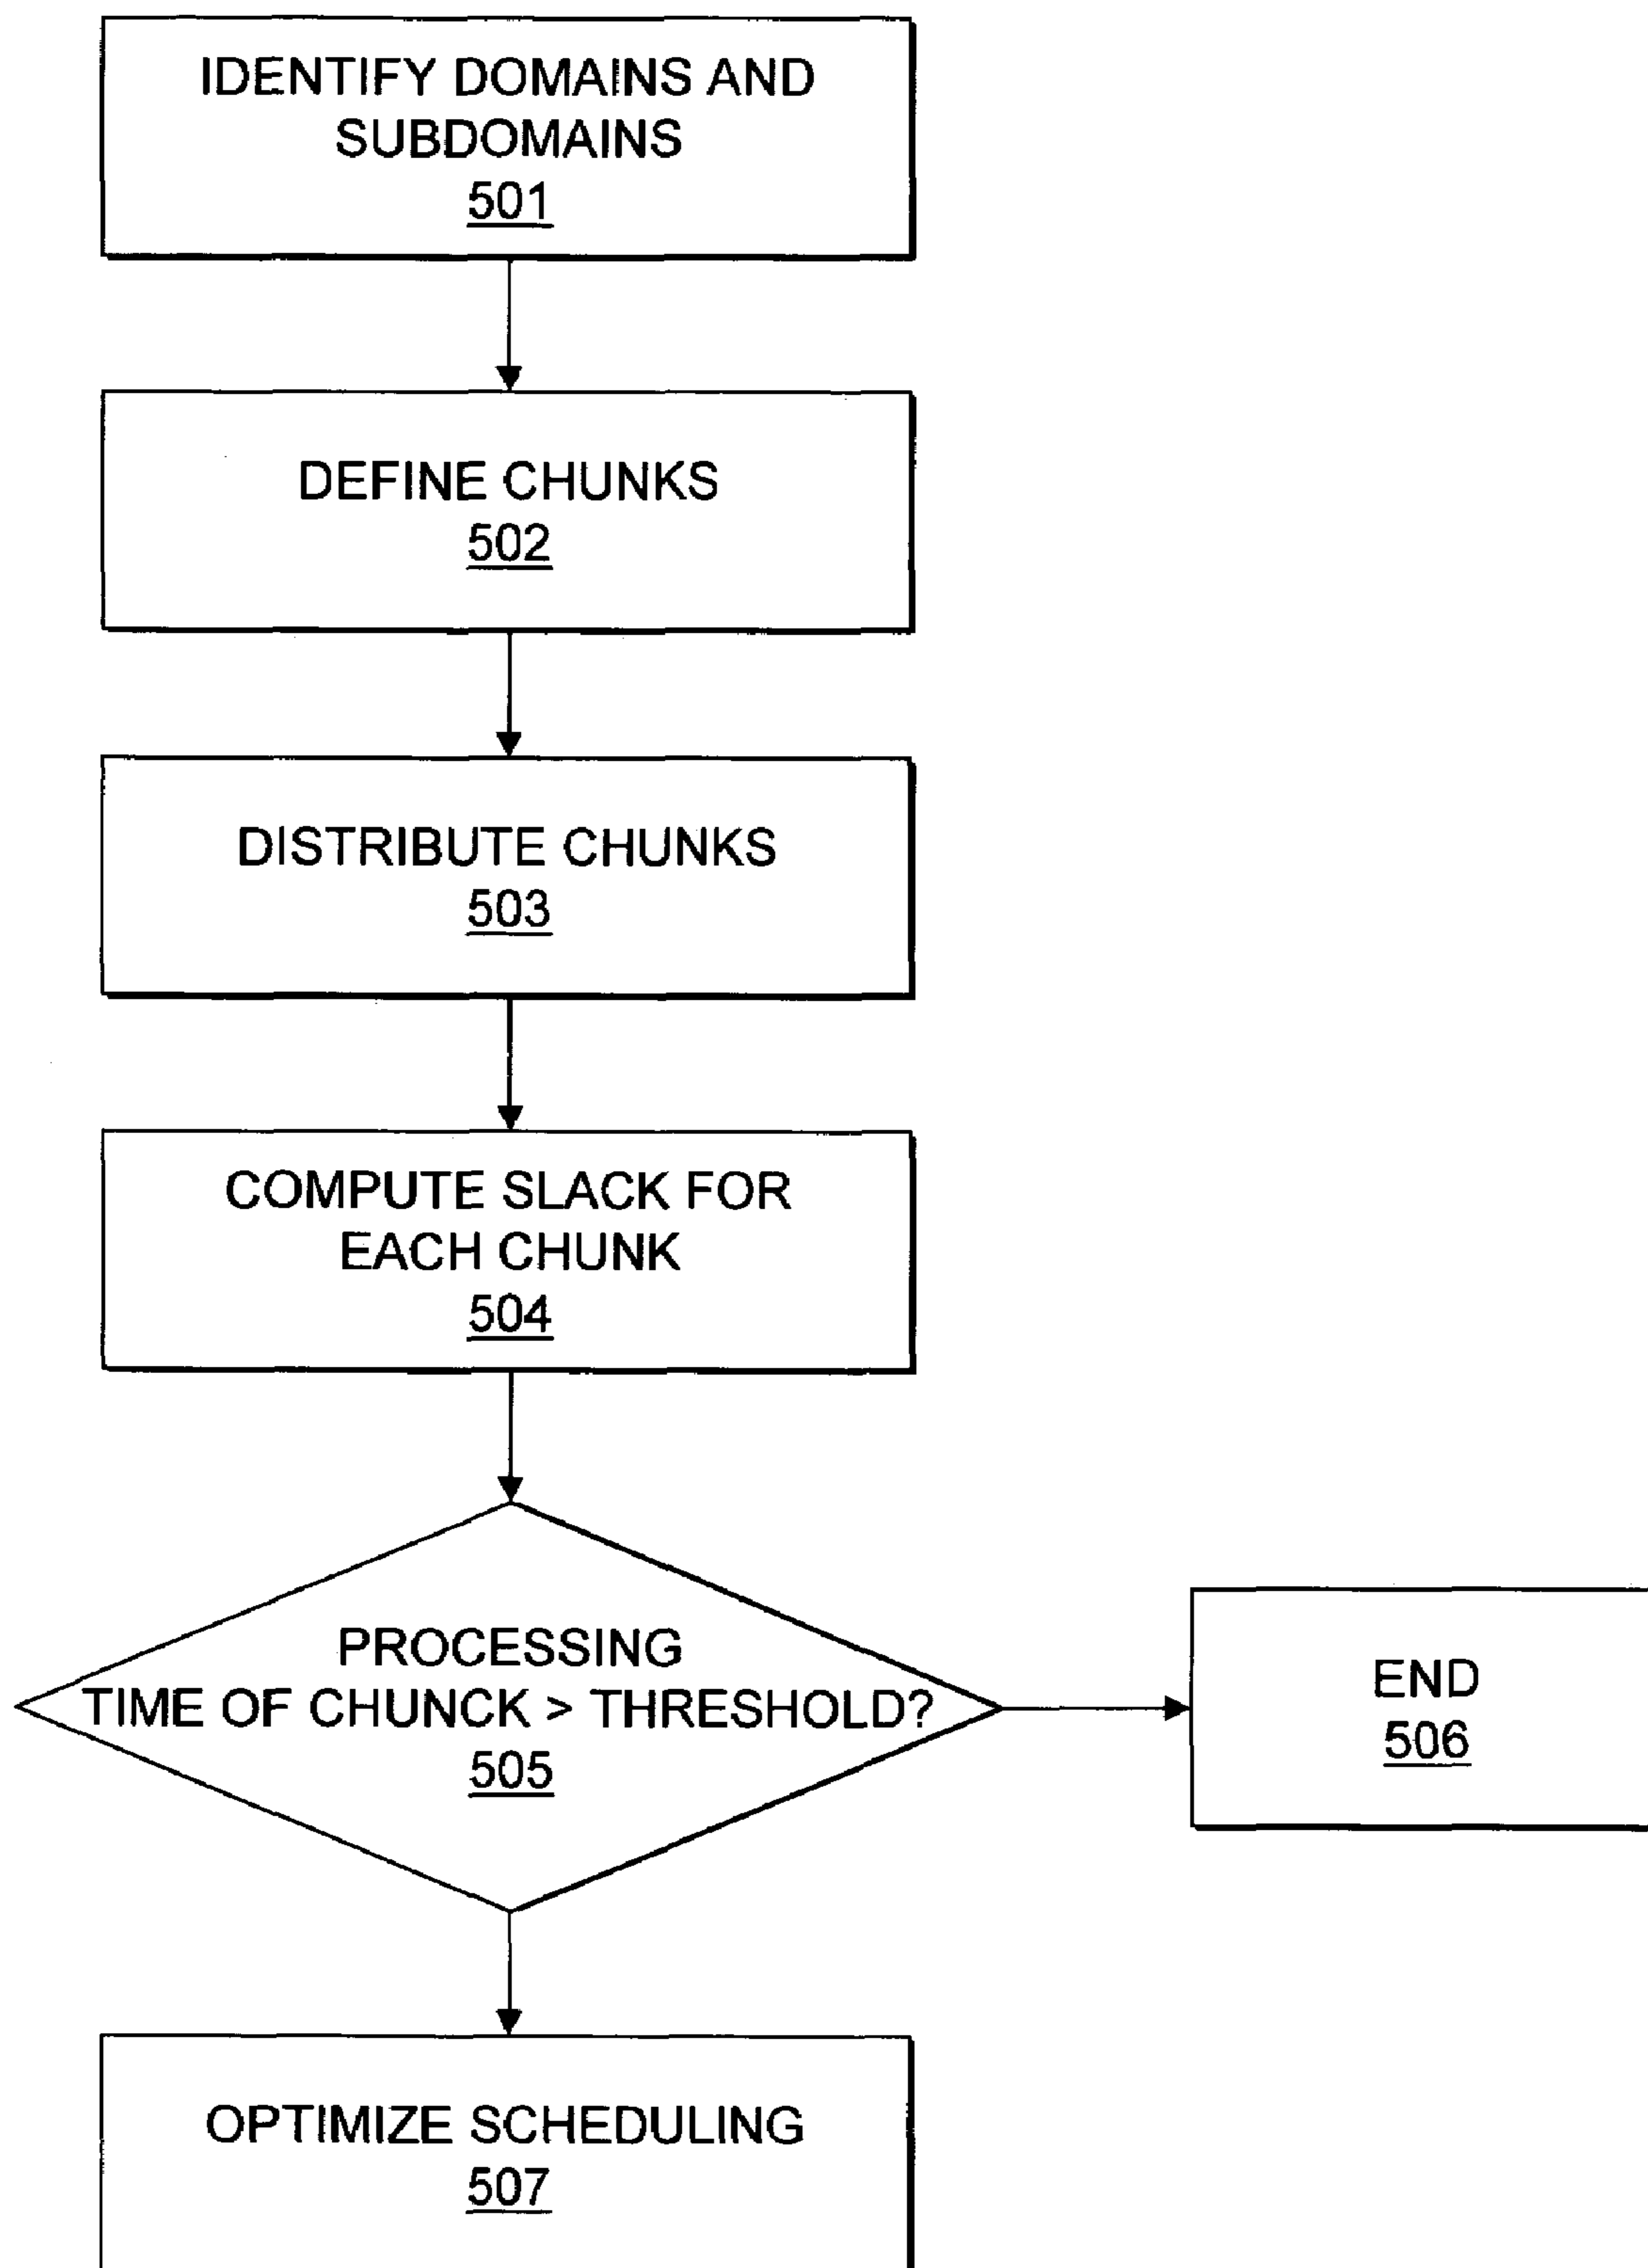 IDENTIFY DOMAINS AND
SUBDOMAINS
501
DEFINE CHUNKS
502
DISTRIBUTE CHUNKS
503
COMPUTE SLACK FOR
EACH CHUNK
504
PROCESSING
TIME OF CHUNCK > THRESHOLD?
505
END
506
OPTIMIZE SCHEDULING
507